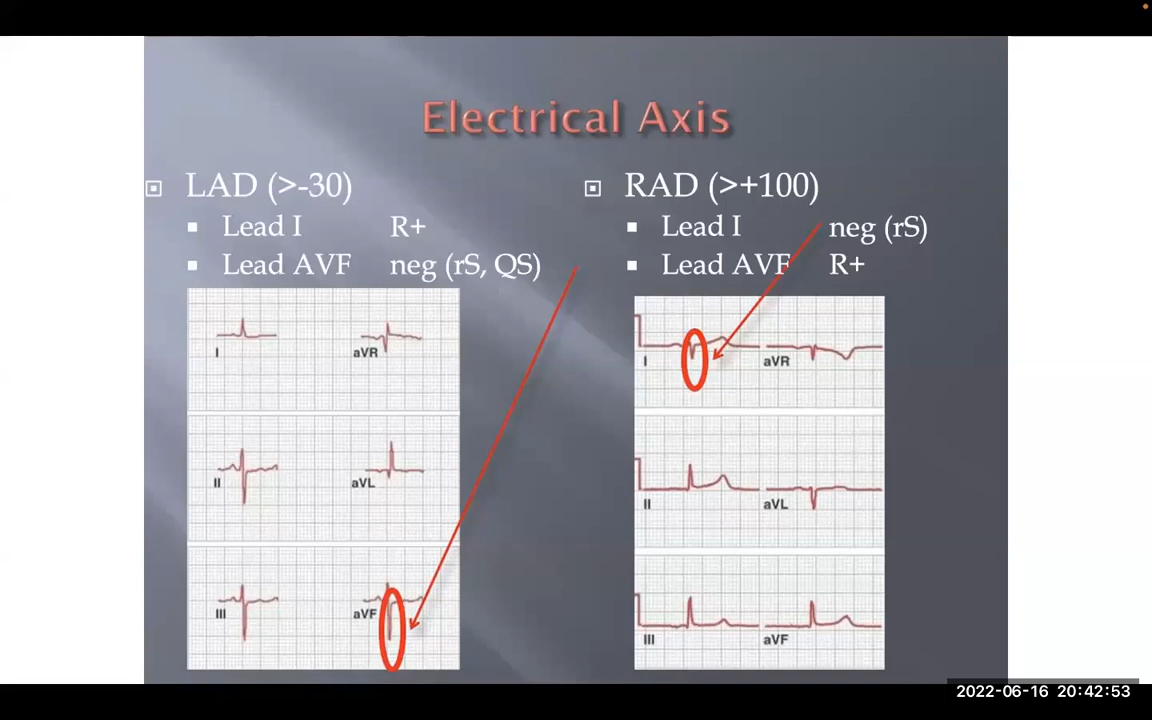 Electrical Axis
LAD (>-30)
Lead I R+
Lead AVF neg (rS, QS)
I aVR
II aVL
III aVF
RAD (>+100)
Lead I neg (rS)
Lead AVF R+
I aVR
II aVL
III aVF
2022-06-16 20:42:53